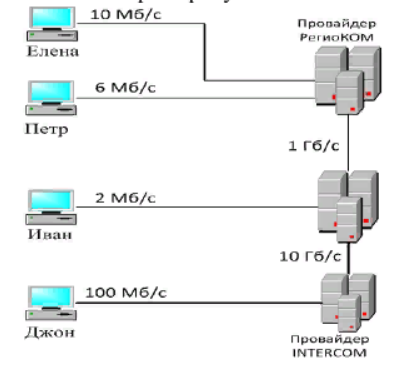 10 Мб/с
Провайдер
РегиоКОМ
Елена
6 Мб/с
Петр
1 Гб/с
2 Мб/с
Иван
10 Гб/с
100 Мб/с
Джон
Провайдер
INTERCOM